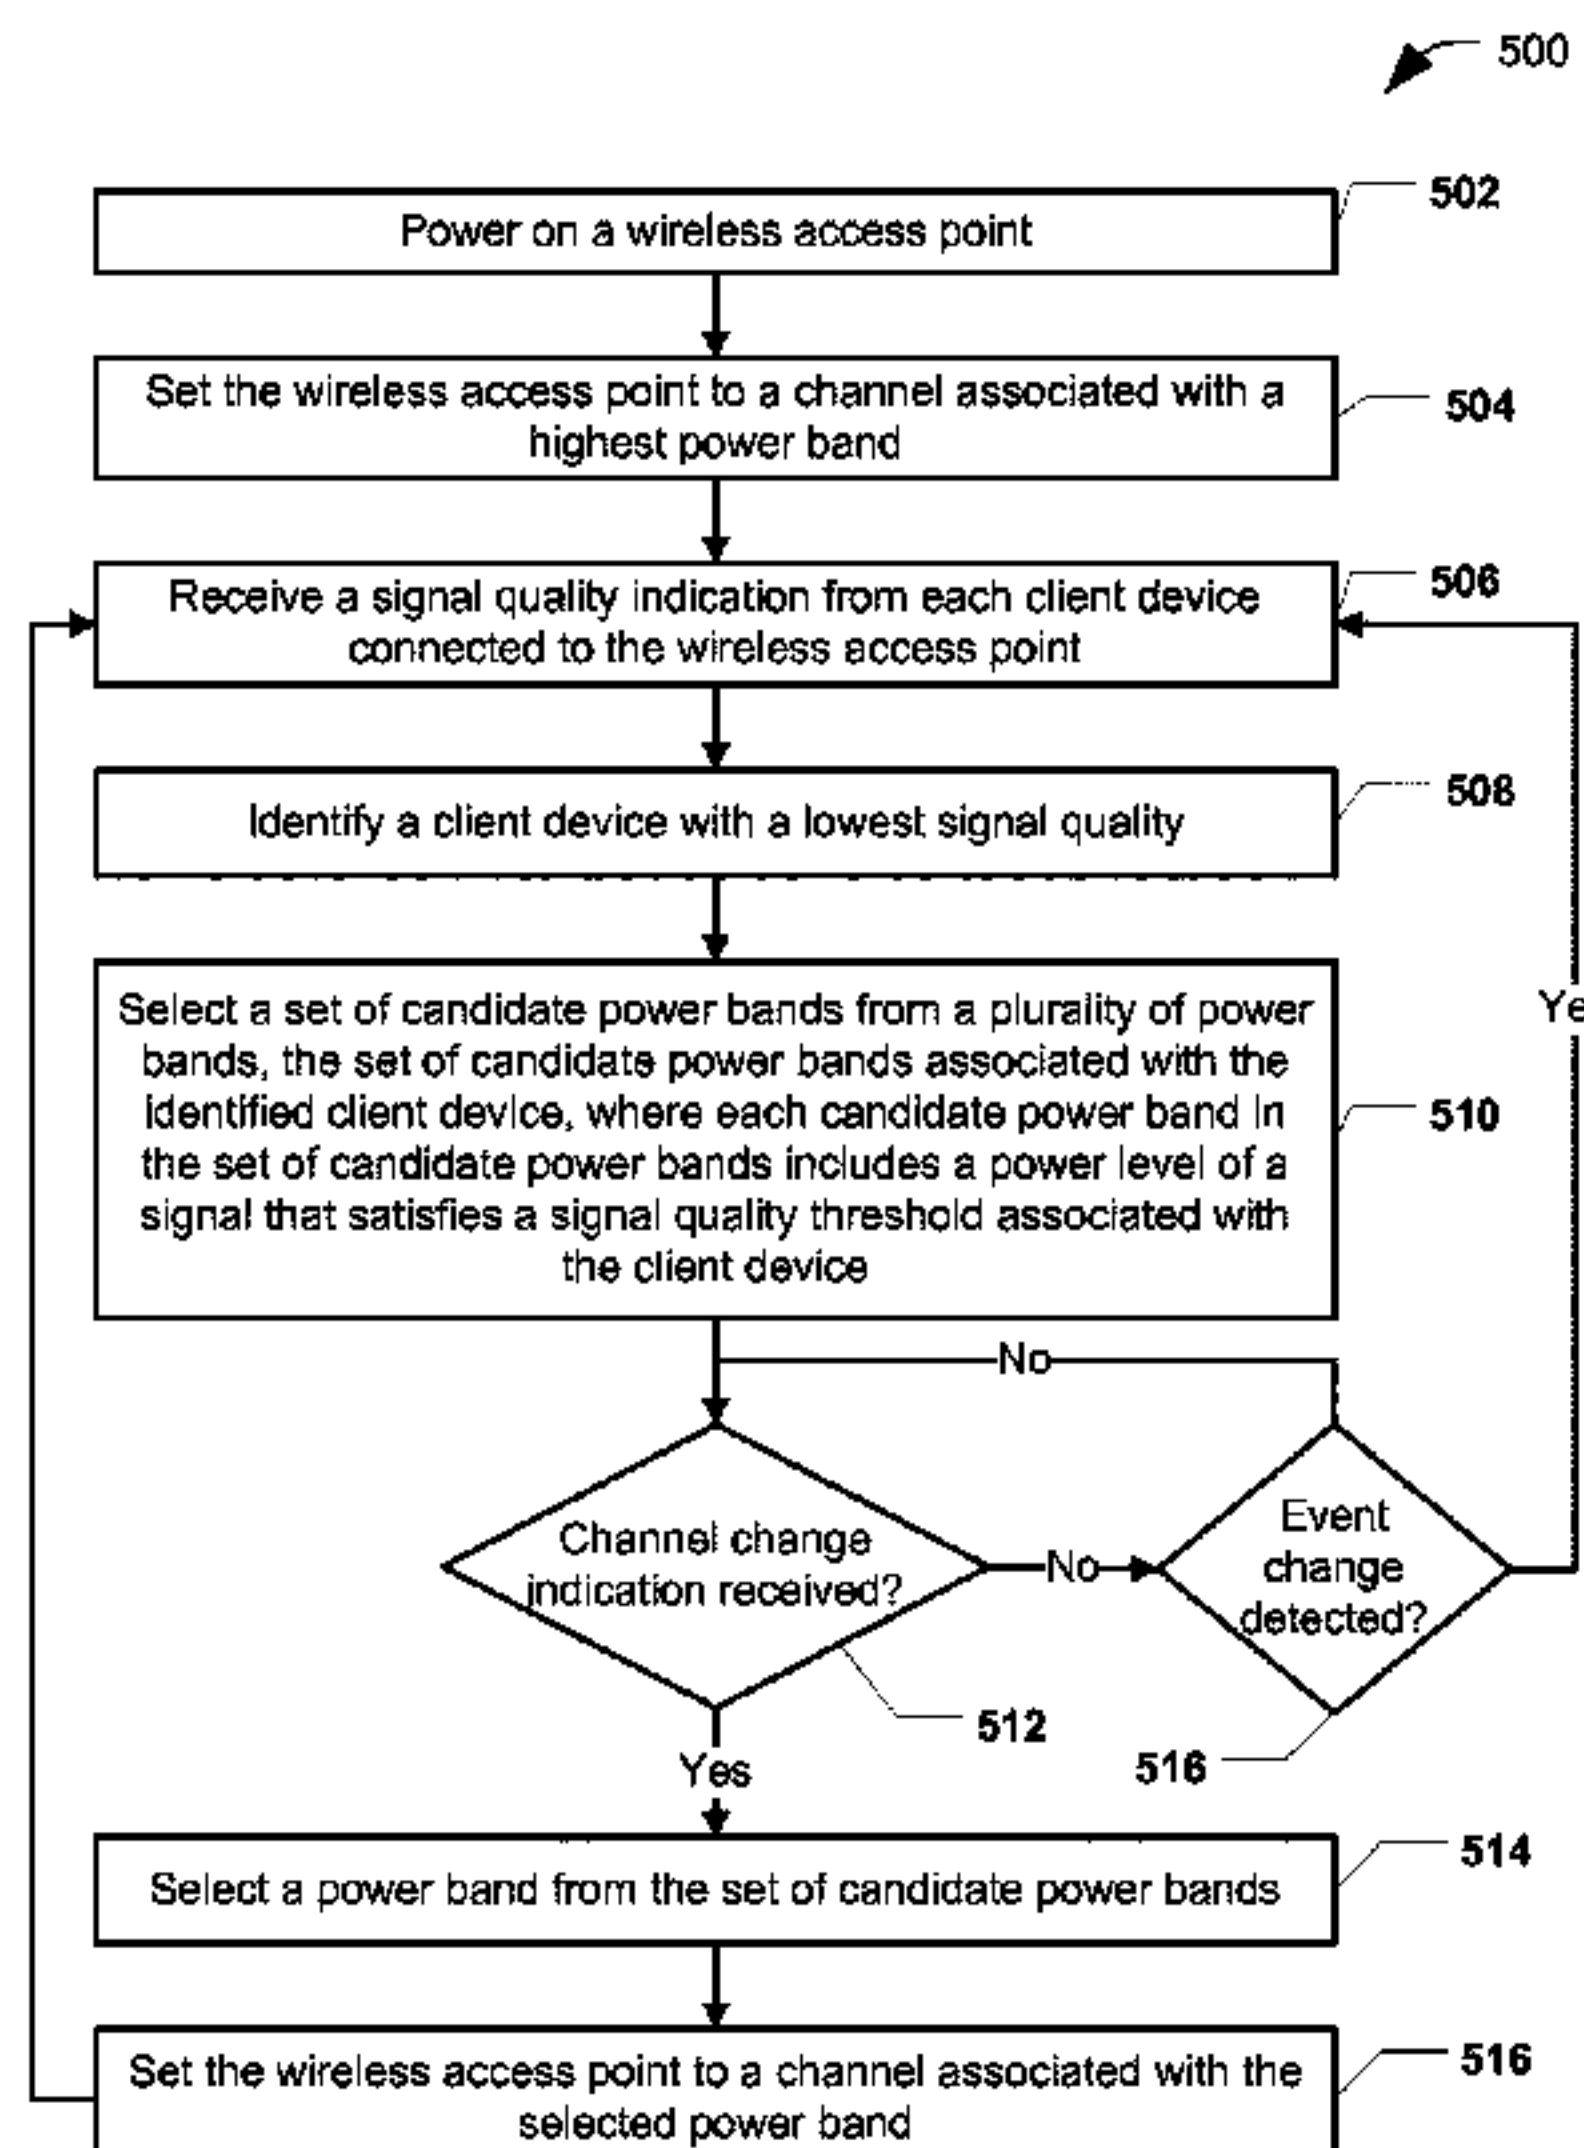 500
502
Power on a wireless access point
Set the wireless access point to a channel associated with a
highest power band
504
Receive a signal quality indication from each client device
connected to the wireless access point
506
Identify a client device with a lowest signal quality
508
Select a set of candidate power bands from a plurality of power
bands, the set of candidate power bands associated with the
identified client device, where each candidate power band in
the set of candidate power bands includes a power level of a
signal that satisfies a signal quality threshold associated with
the client device
510
Ye
No
Channel change
indication received?
No
Event
change
detected?
512
516
Yes
514
Select a power band from the set of candidate power bands
Set the wireless access point to a channel associated with the
selected power band
516